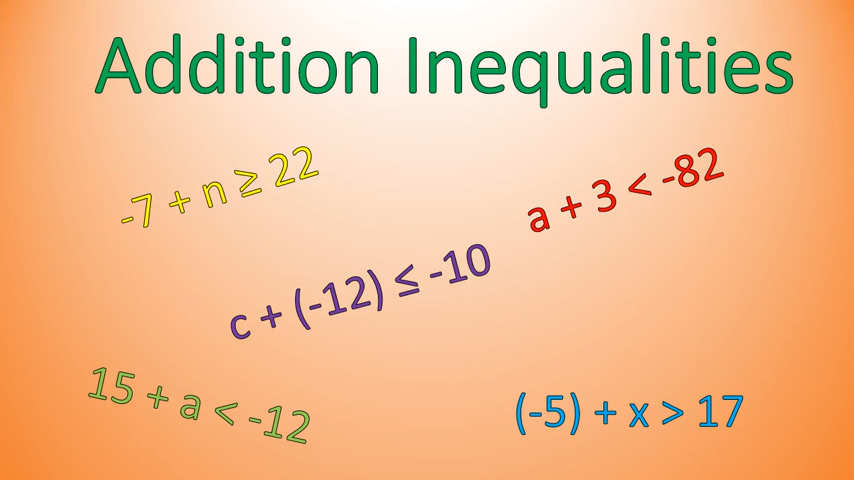 Addition Inequalities
-7 + n ≥ 22
a + 3 < -82
c + (-12) ≤ -10
15 + a < -12
(-5) + x > 17